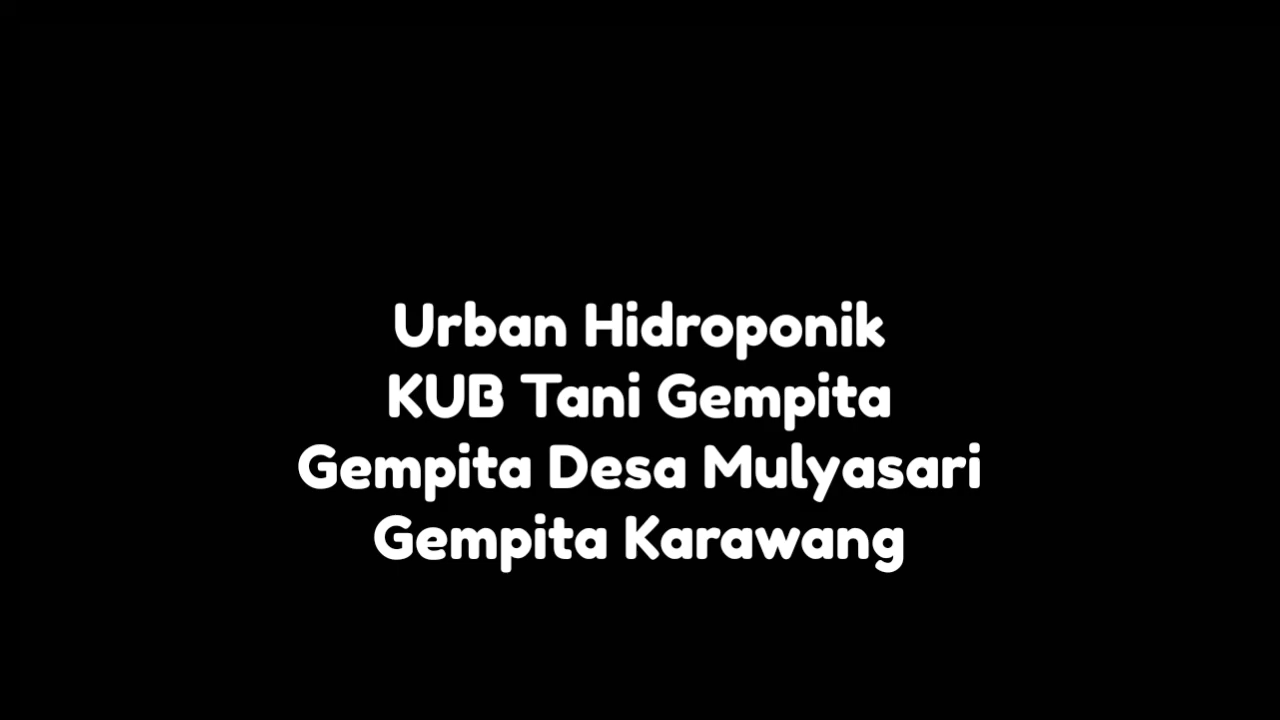 Urban Hidroponik
KUB Tani Gempita
Gempita Desa Mulyasari
Gempita Karawang